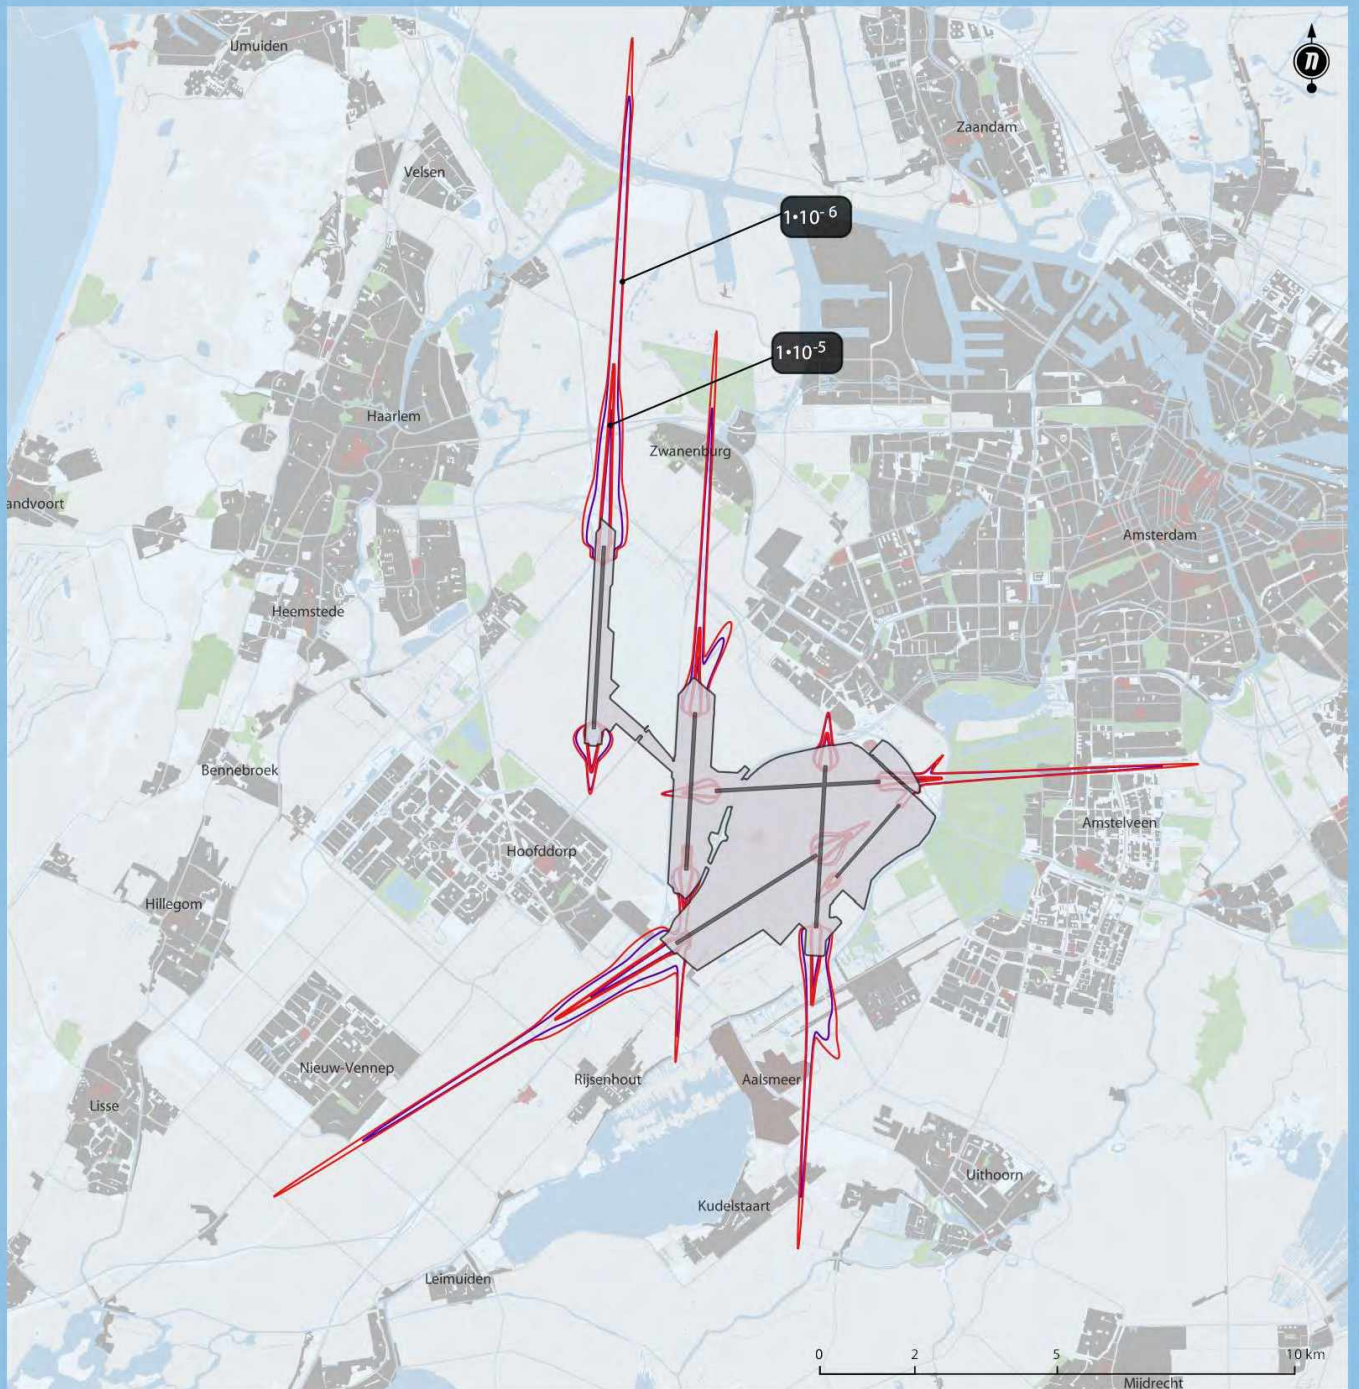 IJmuiden
n
Zaandam
Velsen
1•10⁻⁶
1•10⁻⁵
Haarlem
Zwanenburg
andvoort
Amsterdam
Heemstede
Bennebroek
Amstelveen
Hoofddorp
Hillegom
Nieuw-Vennep
Rijsenhout
Aalsmeer
Lisse
Uithoorn
Kudelstaart
Leimuiden
0 2 5 10 km
Mijdrecht